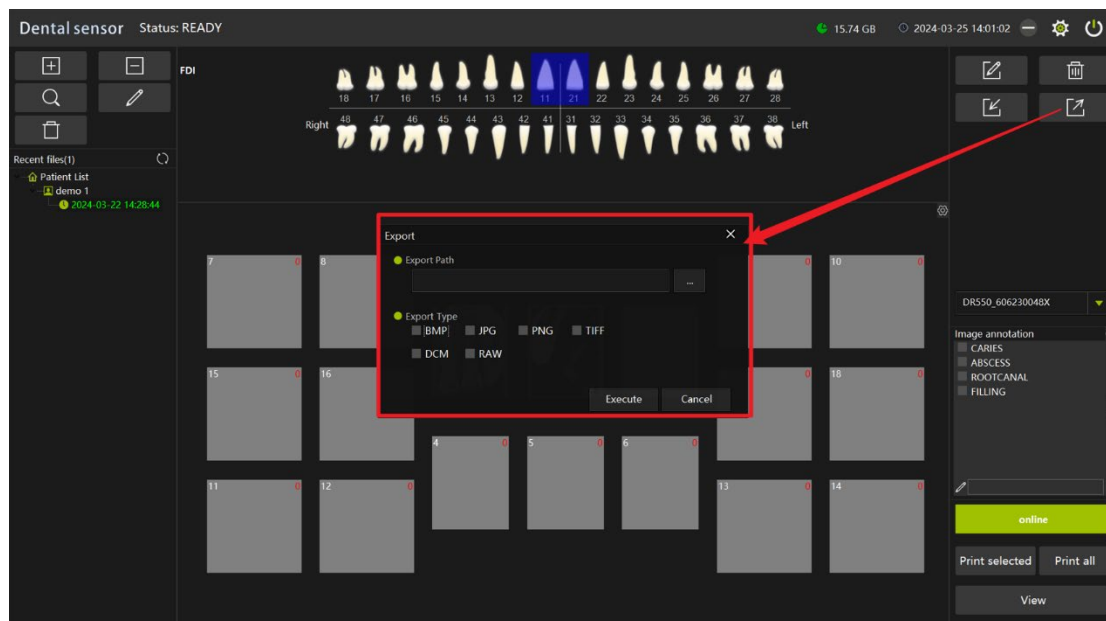 Dental sensor Status: READY 15.74 GB 2024-03-25 14:01:02
FDI
18 17 16 15 14 13 12 11 21 22 23 24 25 26 27 28
Right 48 47 46 45 44 43 42 41 31 32 33 34 35 36 37 38 Left
Recent files(1)
Patient List
demo 1
2024-03-22 14:28:44
Export
Export Path
...
Export Type
BMP JPG PNG TIFF
DCM RAW
Execute Cancel
7 0 8 0 10 0
15 0 16 0 18 0
4 0 5 0 6 0
11 0 12 0 13 0 14 0
DR550_606230048X
Image annotation
CARIES
ABSCESS
ROOTCANAL
FILLING
online
Print selected Print all
View